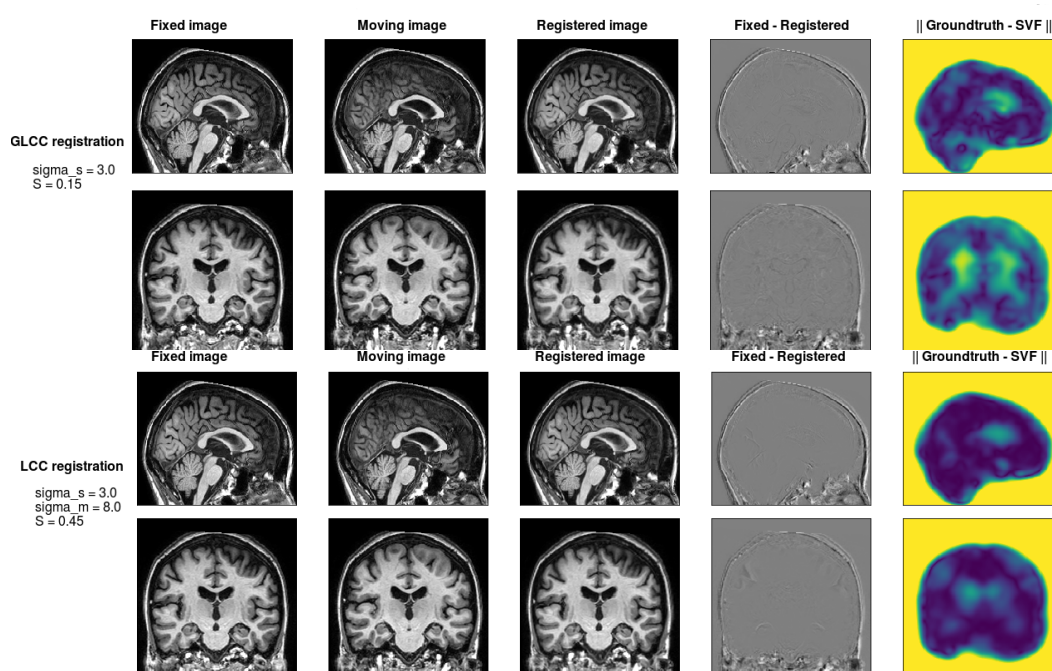 Fixed image Moving image Registered image Fixed - Registered || Groundtruth - SVF ||
GLCC registration
sigma_s = 3.0
S = 0.15
Fixed image Moving image Registered image Fixed - Registered || Groundtruth - SVF ||
LCC registration
sigma_s = 3.0
sigma_m = 8.0
S = 0.45